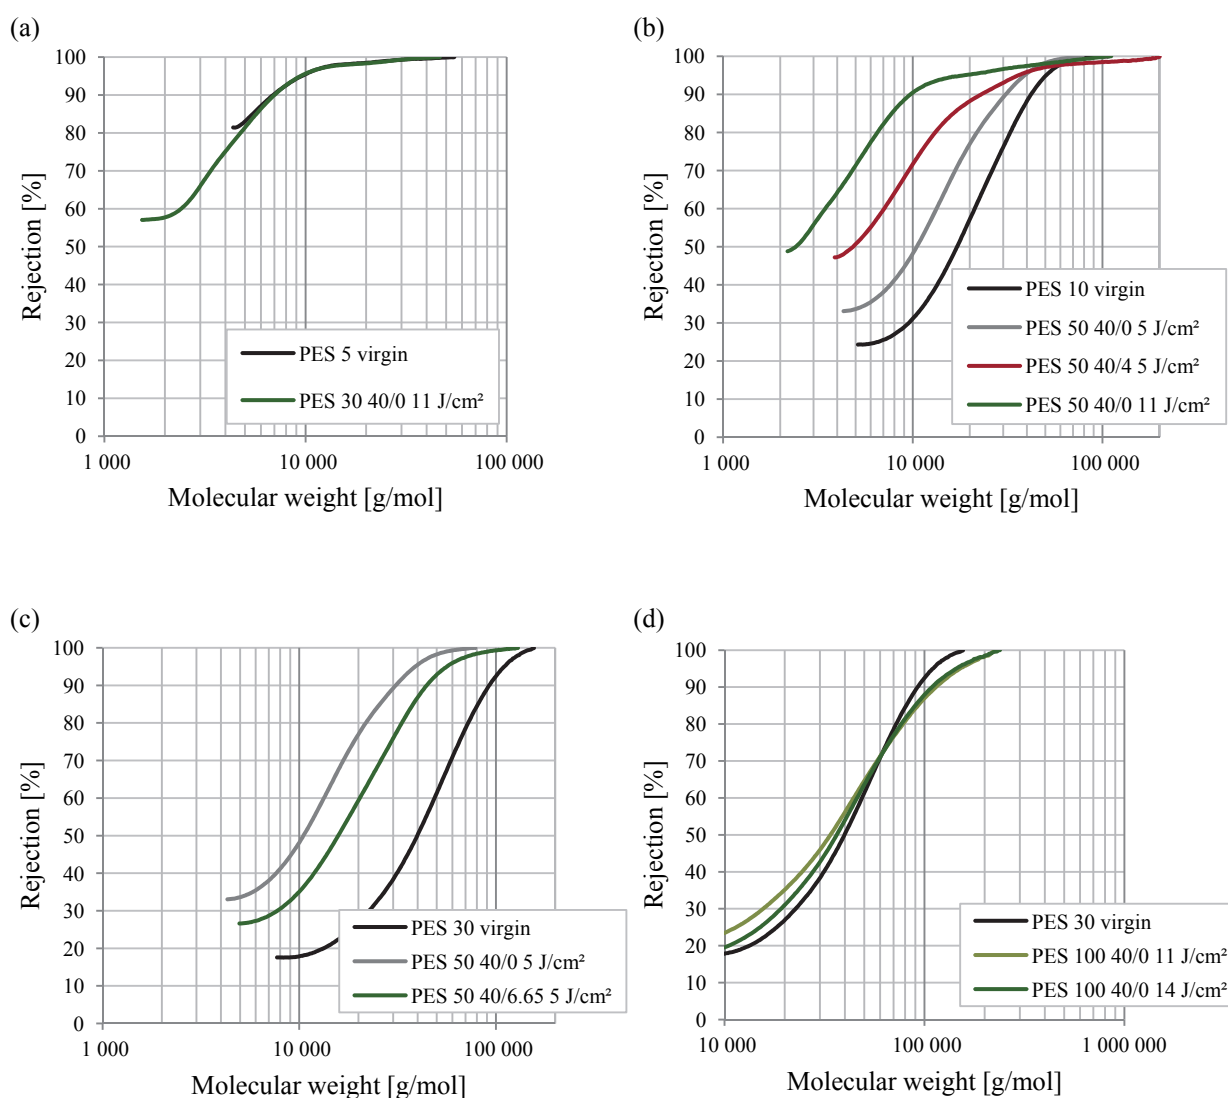 (a)
100
90
80
70
60
50
40
30
20
10
0
Rejection [%]
PES 5 virgin
PES 30 40/0 11 J/cm²
1 000
10 000
100 000
Molecular weight [g/mol]
(b)
100
90
80
70
60
50
40
30
20
10
0
Rejection [%]
PES 10 virgin
PES 50 40/0 5 J/cm²
PES 50 40/4 5 J/cm²
PES 50 40/0 11 J/cm²
1 000
10 000
100 000
Molecular weight [g/mol]
(c)
100
90
80
70
60
50
40
30
20
10
0
Rejection [%]
PES 30 virgin
PES 50 40/0 5 J/cm²
PES 50 40/6.65 5 J/cm²
1 000
10 000
100 000
Molecular weight [g/mol]
(d)
100
90
80
70
60
50
40
30
20
10
0
Rejection [%]
PES 30 virgin
PES 100 40/0 11 J/cm²
PES 100 40/0 14 J/cm²
10 000
100 000
1 000 000
Molecular weight [g/mol]